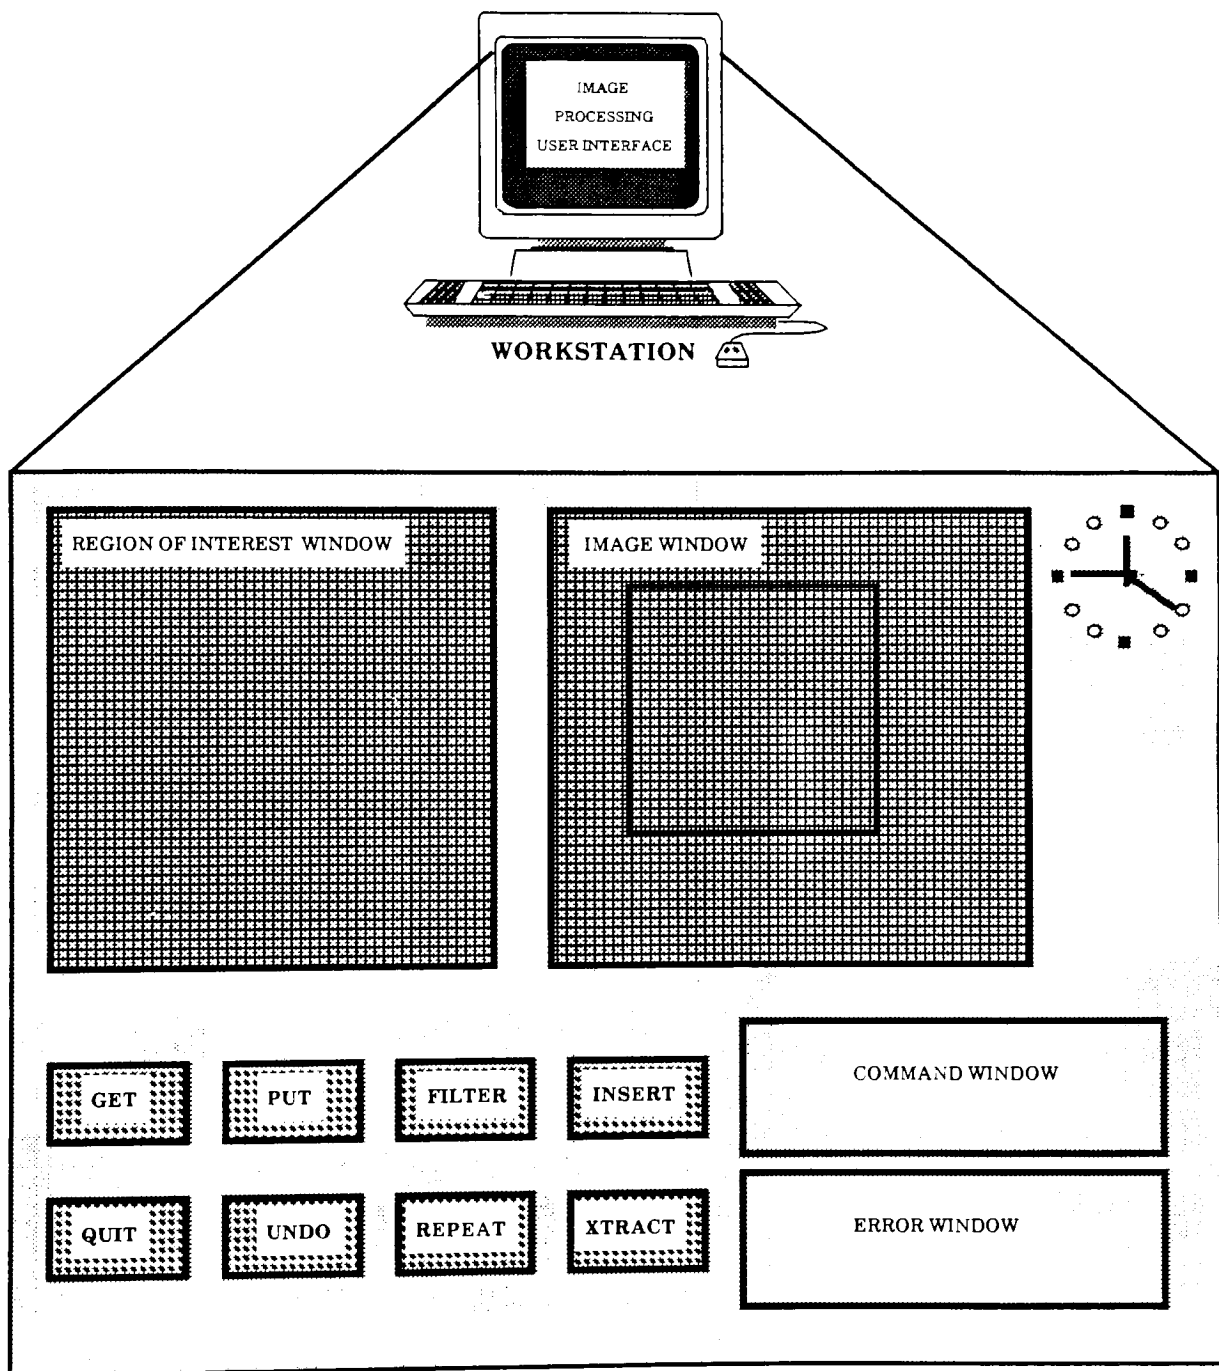 IMAGE
PROCESSING
USER INTERFACE
WORKSTATION
REGION OF INTEREST WINDOW
IMAGE WINDOW
GET
PUT
FILTER
INSERT
COMMAND WINDOW
QUIT
UNDO
REPEAT
XTRACT
ERROR WINDOW